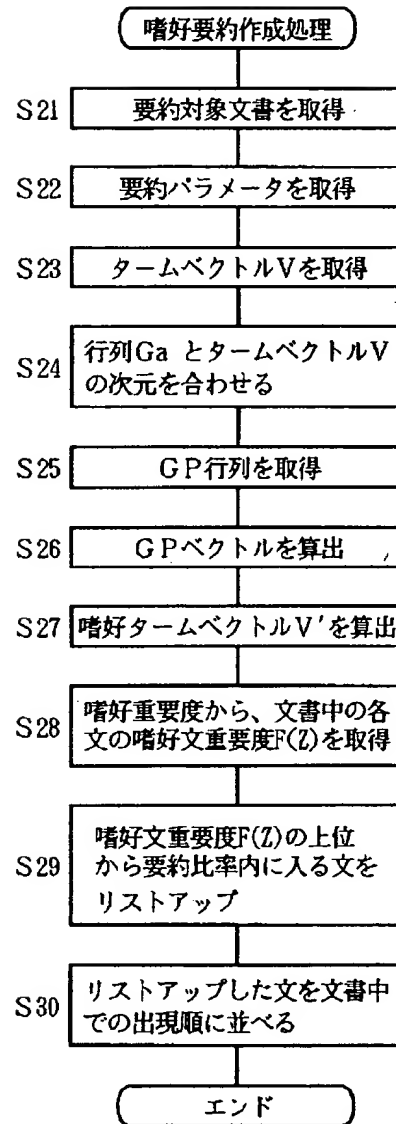 嗜好要約作成処理
S21 要約対象文書を取得
S22 要約パラメータを取得
S23 タームベクトルVを取得
S24 行列Ga とタームベクトルV
の次元を合わせる
S25 GP行列を取得
S26 GPベクトルを算出
S27 嗜好タームベクトルV'を算出
S28 嗜好重要度から、文書中の各
文の嗜好文重要度F(Z)を取得
S29 嗜好文重要度F(Z)の上位
から要約比率内に入る文を
リストアップ
S30 リストアップした文を文書中
での出現順に並べる
エンド